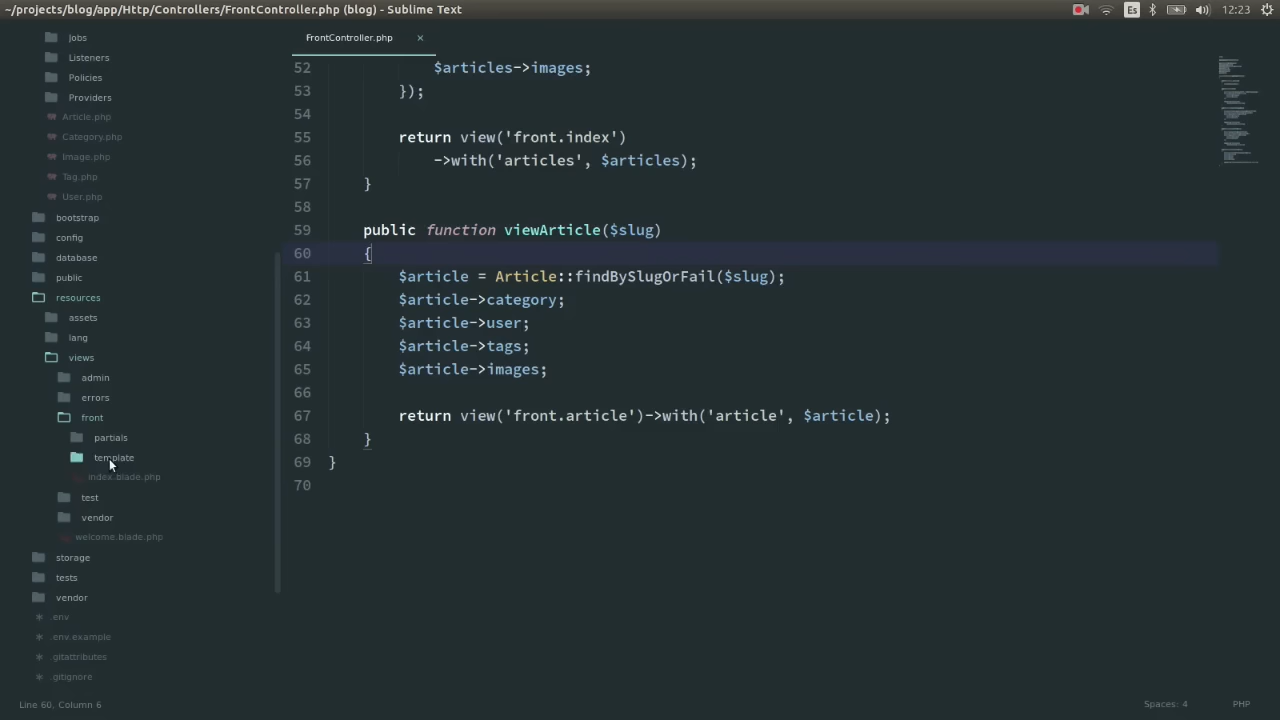 ~/projects/blog/app/Http/Controllers/FrontController.php (blog) - Sublime Text
Es
12:23
Jobs
Listeners
Policies
Providers
Article.php
Category.php
Image.php
Tag.php
User.php
bootstrap
config
database
public
resources
assets
lang
views
admin
errors
front
partials
template
index.blade.php
test
vendor
welcome.blade.php
storage
tests
vendor
.env
.env.example
.gitattributes
.gitignore
FrontController.php ×
52 $articles->images;
53 });
54
55 return view('front.index')
56 ->with('articles', $articles);
57 }
58
59 public function viewArticle($slug)
60 {
61 $article = Article::findBySlugOrFail($slug);
62 $article->category;
63 $article->user;
64 $article->tags;
65 $article->images;
66
67 return view('front.article')->with('article', $article);
68 }
69 }
70
Line 60, Column 6
Spaces: 4
PHP